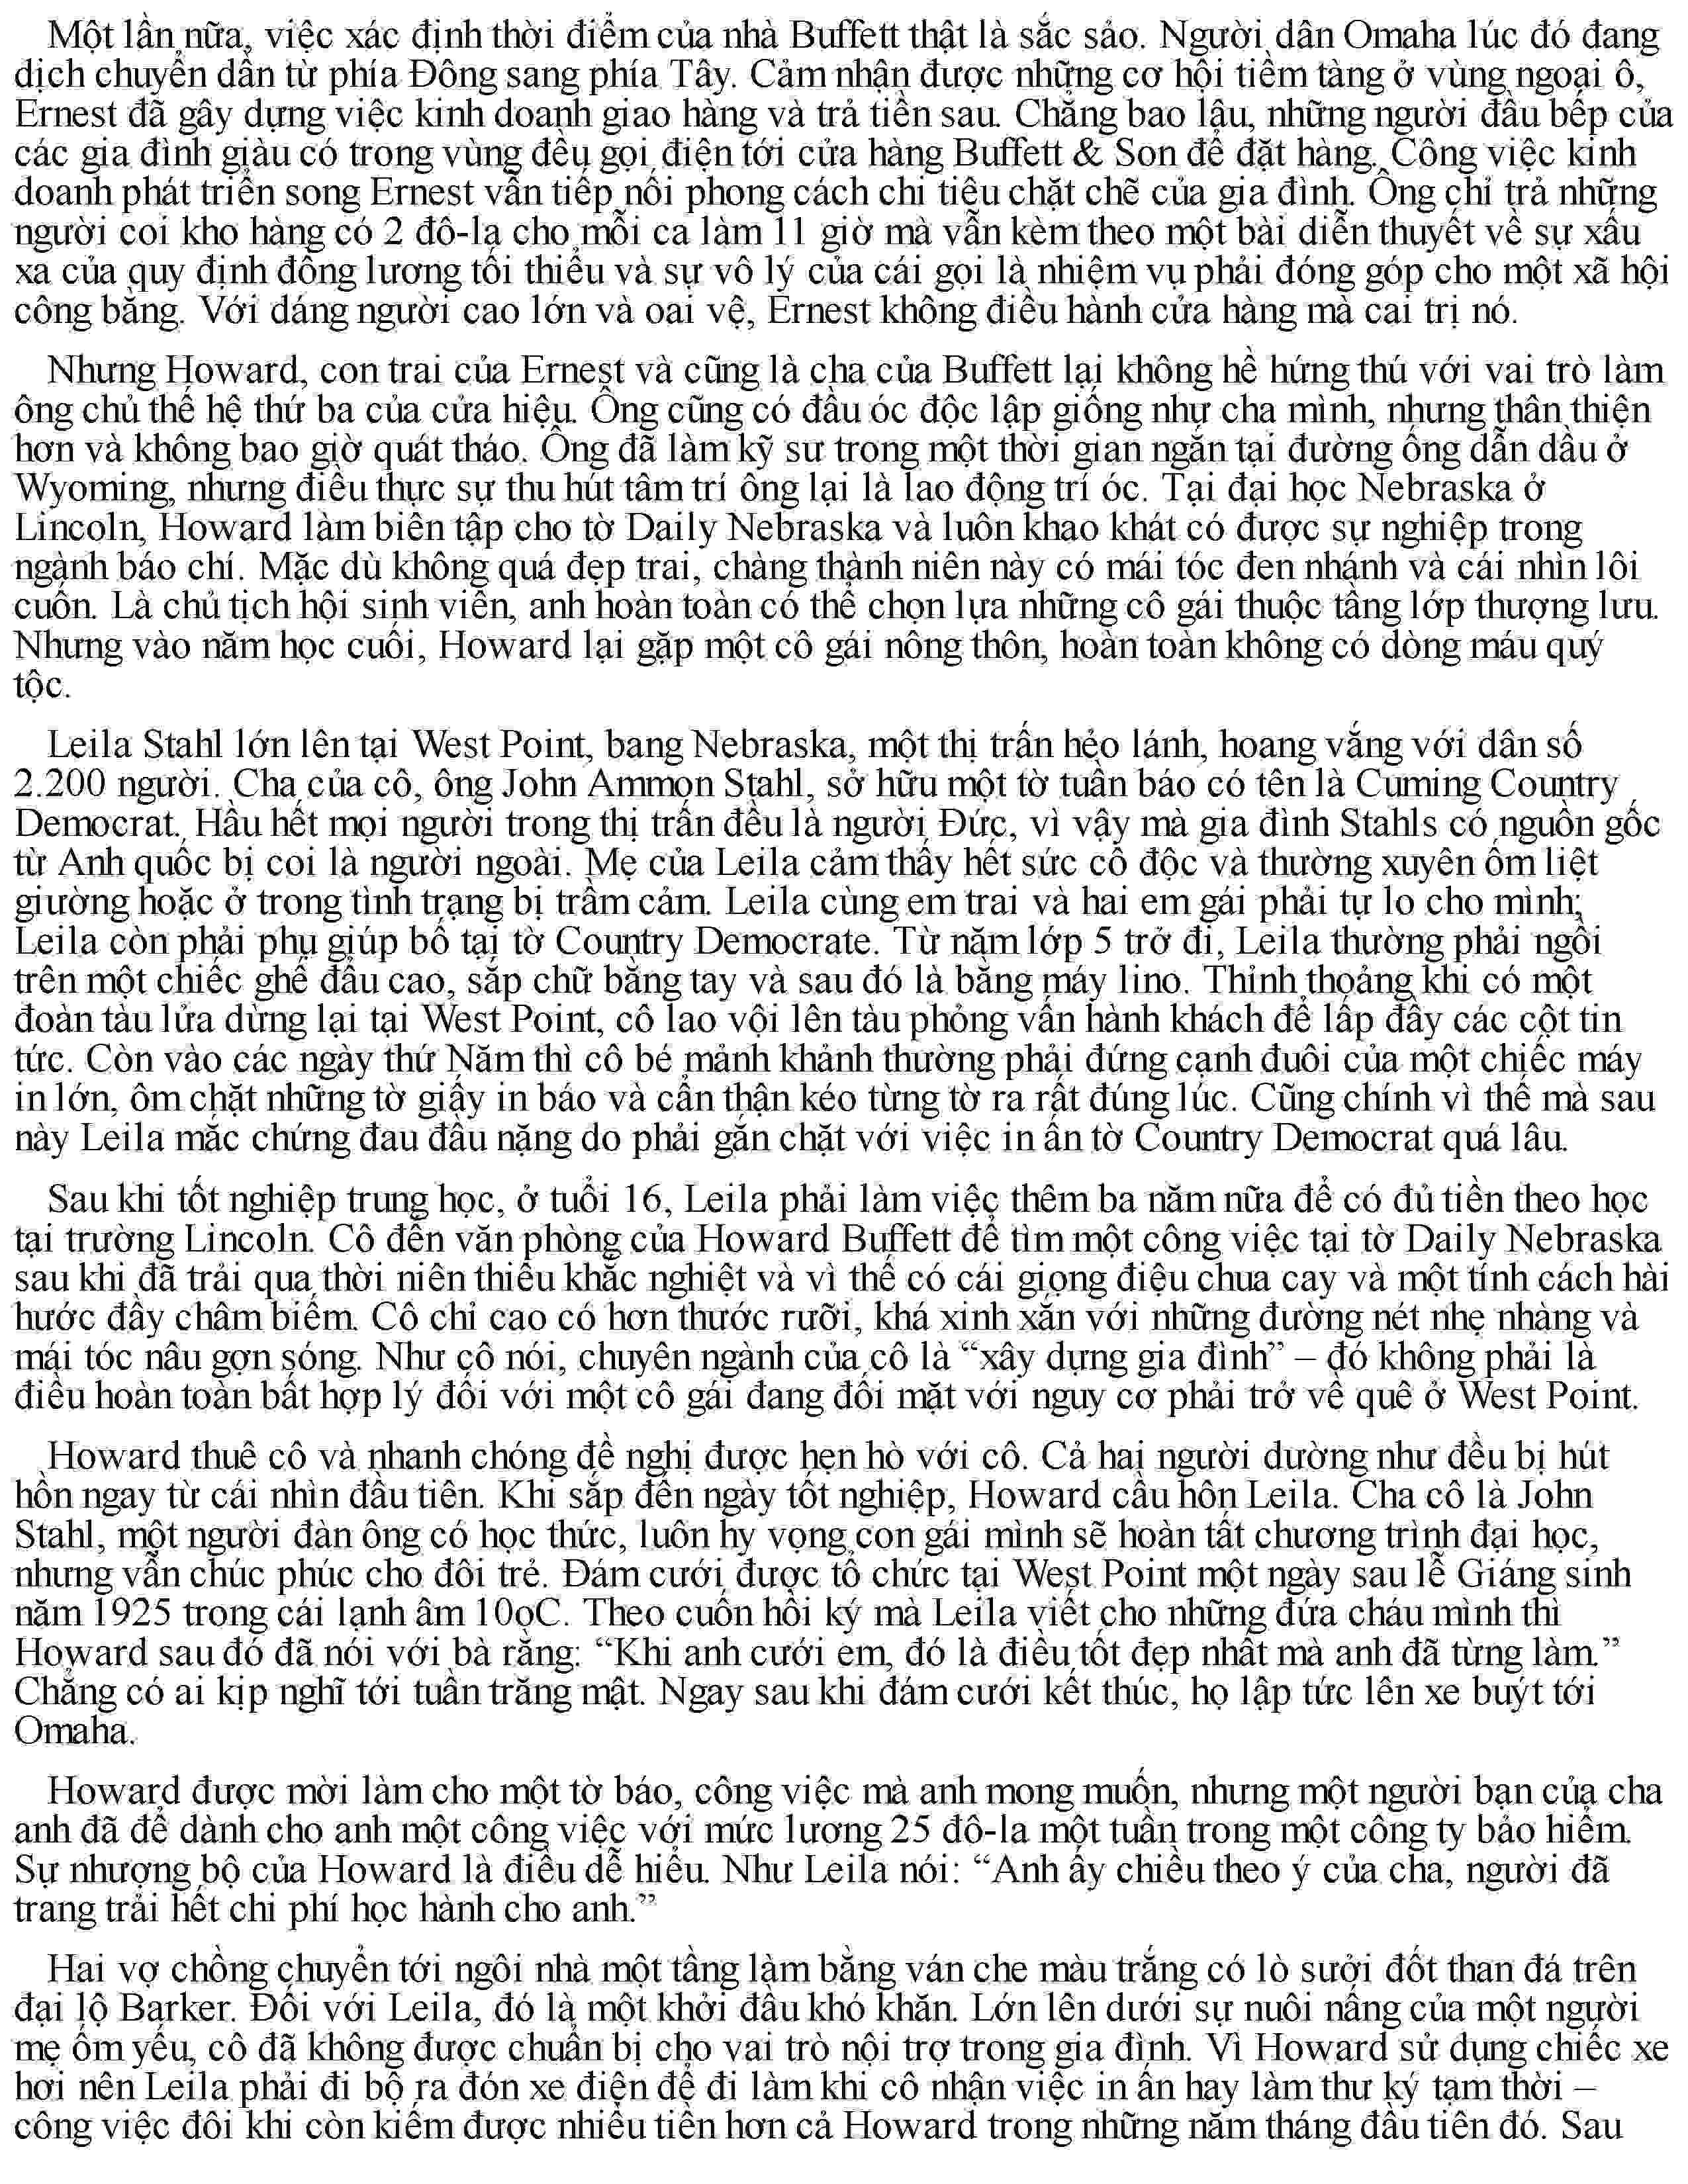 Một lần nữa, việc xác định thời điểm của nhà Buffett thật là sắc sảo. Người dân Omaha lúc đó đang
dịch chuyển dần từ phía Đông sang phía Tây. Cảm nhận được những cơ hội tiềm tàng ở vùng ngoại ô,
Ernest đã gây dựng việc kinh doanh giao hàng và trả tiền sau. Chẳng bao lâu, những người đầu bếp của
các gia đình giàu có trong vùng đều gọi điện tới cửa hàng Buffett & Son để đặt hàng. Công việc kinh
doanh phát triển song Ernest vẫn tiếp nối phong cách chi tiêu chặt chẽ của gia đình. Ông chỉ trả những
người coi kho hàng có 2 đô-la cho mỗi ca làm 11 giờ mà vẫn kèm theo một bài diễn thuyết về sự xấu
xa của quy định đồng lương tối thiểu và sự vô lý của cái gọi là nhiệm vụ phải đóng góp cho một xã hội
công bằng. Với dáng người cao lớn và oai vệ, Ernest không điều hành cửa hàng mà cai trị nó.
Nhưng Howard, con trai của Ernest và cũng là cha của Buffett lại không hề hứng thú với vai trò làm
ông chủ thế hệ thứ ba của cửa hiệu. Ông cũng có đầu óc độc lập giống như cha mình, nhưng thân thiện
hơn và không bao giờ quát tháo. Ông đã làm kỹ sư trong một thời gian ngắn tại đường ống dẫn dầu ở
Wyoming, nhưng điều thực sự thu hút tâm trí ông lại là lao động trí óc. Tại đại học Nebraska ở
Lincoln, Howard làm biên tập cho tờ Daily Nebraska và luôn khao khát có được sự nghiệp trong
ngành báo chí. Mặc dù không quá đẹp trai, chàng thành niên này có mái tóc đen nhánh và cái nhìn lôi
cuốn. Là chủ tịch hội sinh viên, anh hoàn toàn có thể chọn lựa những cô gái thuộc tầng lớp thượng lưu.
Nhưng vào năm học cuối, Howard lại gặp một cô gái nông thôn, hoàn toàn không có dòng máu quý
tộc.
Leila Stahl lớn lên tại West Point, bang Nebraska, một thị trấn hẻo lánh, hoang vắng với dân số
2.200 người. Cha của cô, ông John Ammon Stahl, sở hữu một tờ tuần báo có tên là Cuming Country
Democrat. Hầu hết mọi người trong thị trấn đều là người Đức, vì vậy mà gia đình Stahls có nguồn gốc
từ Anh quốc bị coi là người ngoài. Mẹ của Leila cảm thấy hết sức cô độc và thường xuyên ốm liệt
giường hoặc ở trong tình trạng bị trầm cảm. Leila cùng em trai và hai em gái phải tự lo cho mình;
Leila còn phải phụ giúp bố tại tờ Country Democrate. Từ năm lớp 5 trở đi, Leila thường phải ngồi
trên một chiếc ghế đẩu cao, sắp chữ bằng tay và sau đó là bằng máy lino. Thỉnh thoảng khi có một
đoàn tàu lửa dừng lại tại West Point, cô lao vội lên tàu phỏng vấn hành khách để lấp đầy các cột tin
tức. Còn vào các ngày thứ Năm thì cô bé mảnh khảnh thường phải đứng cạnh đuôi của một chiếc máy
in lớn, ôm chặt những tờ giấy in báo và cẩn thận kéo từng tờ ra rất đúng lúc. Cũng chính vì thế mà sau
này Leila mắc chứng đau đầu nặng do phải gắn chặt với việc in ấn tờ Country Democrat quá lâu.
Sau khi tốt nghiệp trung học, ở tuổi 16, Leila phải làm việc thêm ba năm nữa để có đủ tiền theo học
tại trường Lincoln. Cô đến văn phòng của Howard Buffett để tìm một công việc tại tờ Daily Nebraska
sau khi đã trải qua thời niên thiếu khắc nghiệt và vì thế có cái giọng điệu chua cay và một tính cách hài
hước đầy châm biếm. Cô chỉ cao có hơn thước rưỡi, khá xinh xắn với những đường nét nhẹ nhàng và
mái tóc nâu gợn sóng. Như cô nói, chuyên ngành của cô là “xây dựng gia đình” – đó không phải là
điều hoàn toàn bất hợp lý đối với một cô gái đang đối mặt với nguy cơ phải trở về quê ở West Point.
Howard thuê cô và nhanh chóng đề nghị được hẹn hò với cô. Cả hai người dường như đều bị hút
hồn ngay từ cái nhìn đầu tiên. Khi sắp đến ngày tốt nghiệp, Howard cầu hôn Leila. Cha cô là John
Stahl, một người đàn ông có học thức, luôn hy vọng con gái mình sẽ hoàn tất chương trình đại học,
nhưng vẫn chúc phúc cho đôi trẻ. Đám cưới được tổ chức tại West Point một ngày sau lễ Giáng sinh
năm 1925 trong cái lạnh âm 10oC. Theo cuốn hồi ký mà Leila viết cho những đứa cháu mình thì
Howard sau đó đã nói với bà rằng: “Khi anh cưới em, đó là điều tốt đẹp nhất mà anh đã từng làm.”
Chẳng có ai kịp nghĩ tới tuần trăng mật. Ngay sau khi đám cưới kết thúc, họ lập tức lên xe buýt tới
Omaha.
Howard được mời làm cho một tờ báo, công việc mà anh mong muốn, nhưng một người bạn của cha
anh đã để dành cho anh một công việc với mức lương 25 đô-la một tuần trong một công ty bảo hiểm.
Sự nhượng bộ của Howard là điều dễ hiểu. Như Leila nói: “Anh ấy chiều theo ý của cha, người đã
trang trải hết chi phí học hành cho anh.”
Hai vợ chồng chuyển tới ngôi nhà một tầng làm bằng ván che màu trắng có lò sưởi đốt than đá trên
đại lộ Barker. Đối với Leila, đó là một khởi đầu khó khăn. Lớn lên dưới sự nuôi nấng của một người
mẹ ốm yếu, cô đã không được chuẩn bị cho vai trò nội trợ trong gia đình. Vì Howard sử dụng chiếc xe
hơi nên Leila phải đi bộ ra đón xe điện để đi làm khi cô nhận việc in ấn hay làm thư ký tạm thời –
công việc đôi khi còn kiếm được nhiều tiền hơn cả Howard trong những năm tháng đầu tiên đó. Sau